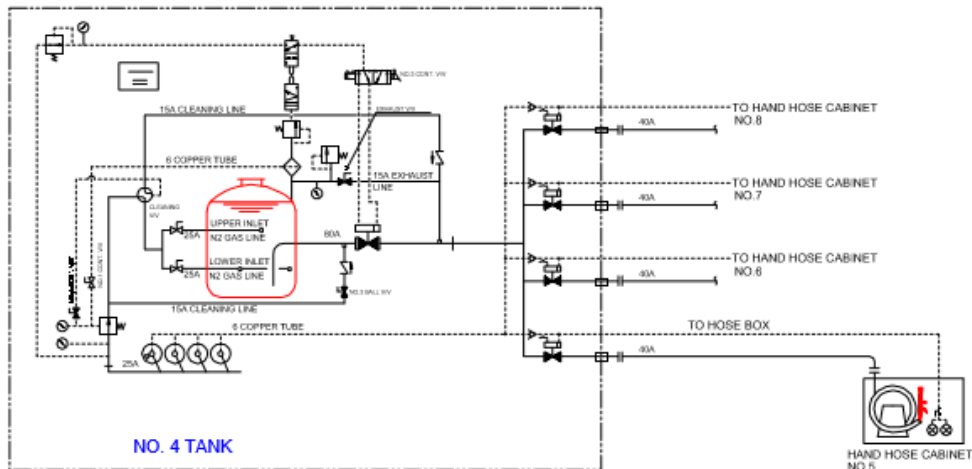 NO.3 CONT. V/V
EXHAUST V/V
15A CLEANING LINE
TO HAND HOSE CABINET
NO.8
40A
6 COPPER TUBE
15A EXHAUST
LINE
TO HAND HOSE CABINET
NO.7
40A
CLEANING
V/V
UPPER INLET
25A
N2 GAS LINE
80A
LOWER INLET
25A
N2 GAS LINE
TO HAND HOSE CABINET
NO.6
40A
NO.1 CONT. V/V
NO.3 BALL V/V
15A CLEANING LINE
6 COPPER TUBE
TO HOSE BOX
40A
25A
NO. 4 TANK
HAND HOSE CABINET
NO.5